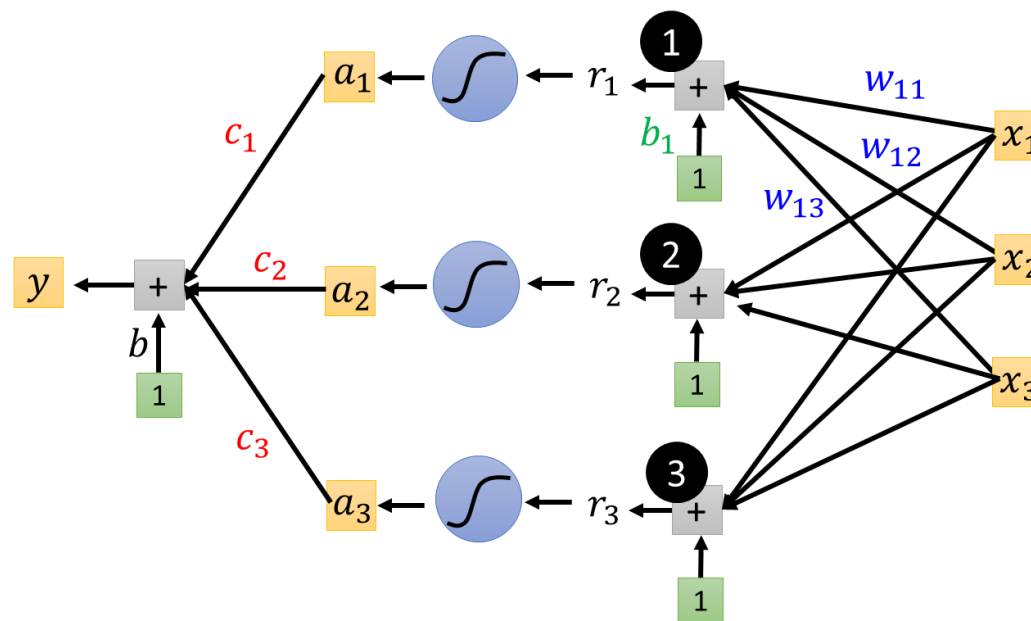 1
a₁ r₁ + w₁₁
c₁ b₁ w₁₂ x₁
1 w₁₃
2
y + c₂ a₂ r₂ + x₂
b
1 1 x₃
c₃
3
a₃ r₃ +
1